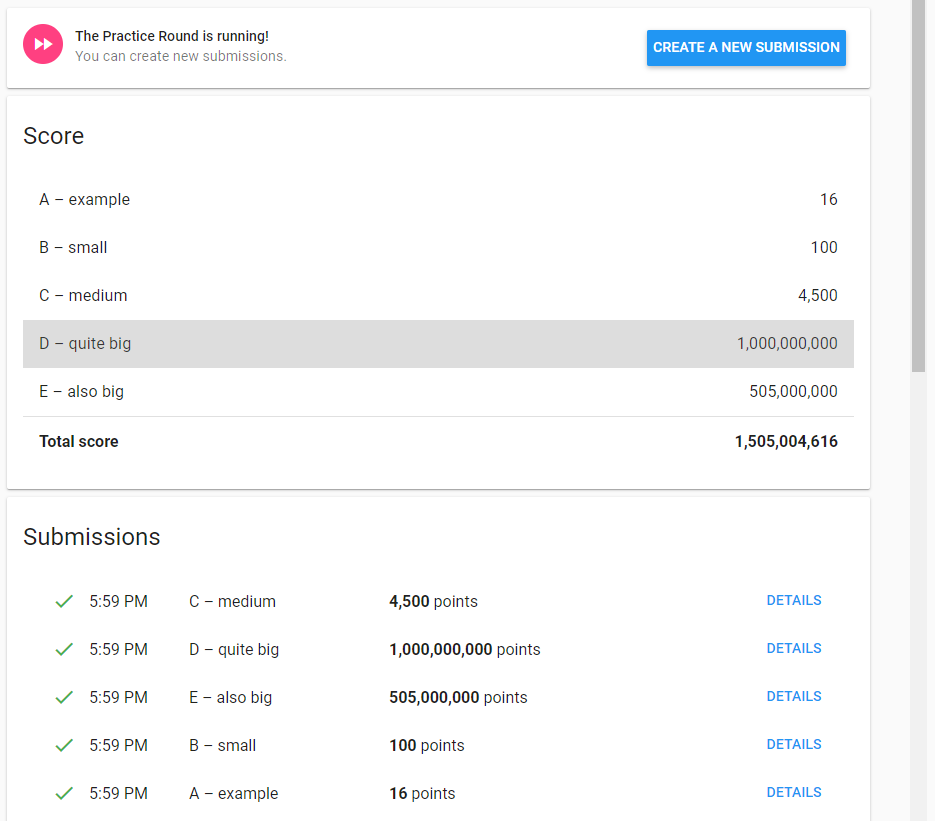 The Practice Round is running!
You can create new submissions.
CREATE A NEW SUBMISSION
Score
A – example 16
B – small 100
C – medium 4,500
D – quite big 1,000,000,000
E – also big 505,000,000
Total score 1,505,004,616
Submissions
5:59 PM C – medium 4,500 points DETAILS
5:59 PM D – quite big 1,000,000,000 points DETAILS
5:59 PM E – also big 505,000,000 points DETAILS
5:59 PM B – small 100 points DETAILS
5:59 PM A – example 16 points DETAILS